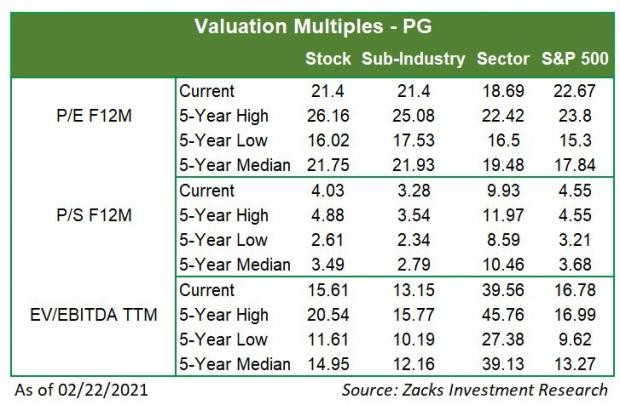 Valuation Multiples - PG
Stock Sub-Industry Sector S&P 500
Current 21.4 21.4 18.69 22.67
P/E F12M 5-Year High 26.16 25.08 22.42 23.8
5-Year Low 16.02 17.53 16.5 15.3
5-Year Median 21.75 21.93 19.48 17.84
Current 4.03 3.28 9.93 4.55
P/S F12M 5-Year High 4.88 3.54 11.97 4.55
5-Year Low 2.61 2.34 8.59 3.21
5-Year Median 3.49 2.79 10.46 3.68
Current 15.61 13.15 39.56 16.78
EV/EBITDA TTM 5-Year High 20.54 15.77 45.76 16.99
5-Year Low 11.61 10.19 27.38 9.62
5-Year Median 14.95 12.16 39.13 13.27
As of 02/22/2021 Source: Zacks Investment Research